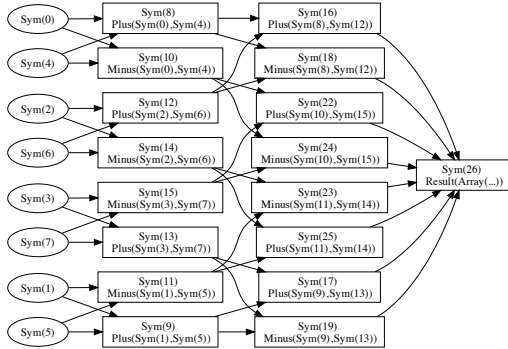 Sym(0)
Sym(4)
Sym(2)
Sym(6)
Sym(3)
Sym(7)
Sym(1)
Sym(5)
Sym(8)
Plus(Sym(0),Sym(4))
Sym(10)
Minus(Sym(0),Sym(4))
Sym(12)
Plus(Sym(2),Sym(6))
Sym(14)
Minus(Sym(2),Sym(6))
Sym(15)
Minus(Sym(3),Sym(7))
Sym(13)
Plus(Sym(3),Sym(7))
Sym(11)
Minus(Sym(1),Sym(5))
Sym(9)
Plus(Sym(1),Sym(5))
Sym(16)
Plus(Sym(8),Sym(12))
Sym(18)
Minus(Sym(8),Sym(12))
Sym(22)
Plus(Sym(10),Sym(15))
Sym(24)
Minus(Sym(10),Sym(15))
Sym(23)
Minus(Sym(11),Sym(14))
Sym(25)
Plus(Sym(11),Sym(14))
Sym(17)
Plus(Sym(9),Sym(13))
Sym(19)
Minus(Sym(9),Sym(13))
Sym(26)
Result(Array(...))